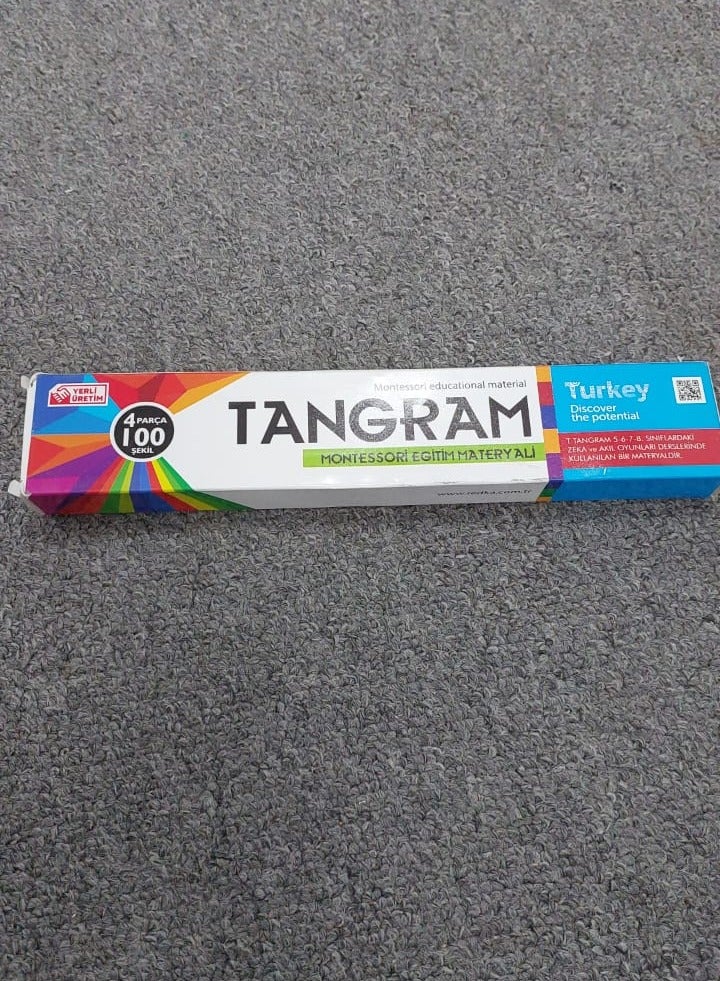 YERLİ
ÜRETİM
4 PARÇA
100
ŞEKİL
Montessori educational material
TANGRAM
MONTESSORİ EĞİTİM MATERYALİ
www.redka.com.tr
Turkey
Discover
the potential
T TANGRAM 5-6-7-8. SINIFLARDAKİ
ZEKA ve AKIL OYUNLARI DERSLERİNDE
KULLANILAN BİR MATERYALDİR.